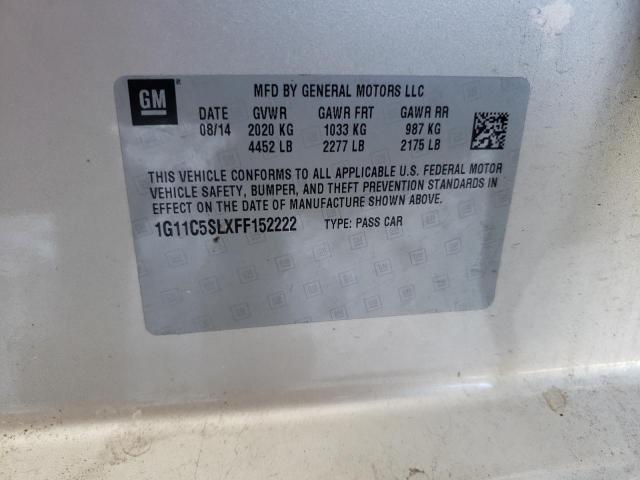 GM MFD BY GENERAL MOTORS LLC
DATE GVWR GAWR FRT GAWR RR
08/14 2020 KG 1033 KG 987 KG
4452 LB 2277 LB 2175 LB
THIS VEHICLE CONFORMS TO ALL APPLICABLE U.S. FEDERAL MOTOR
VEHICLE SAFETY, BUMPER, AND THEFT PREVENTION STANDARDS IN
EFFECT ON THE DATE OF MANUFACTURE SHOWN ABOVE.
1G11C5SLXFF152222 TYPE: PASS CAR